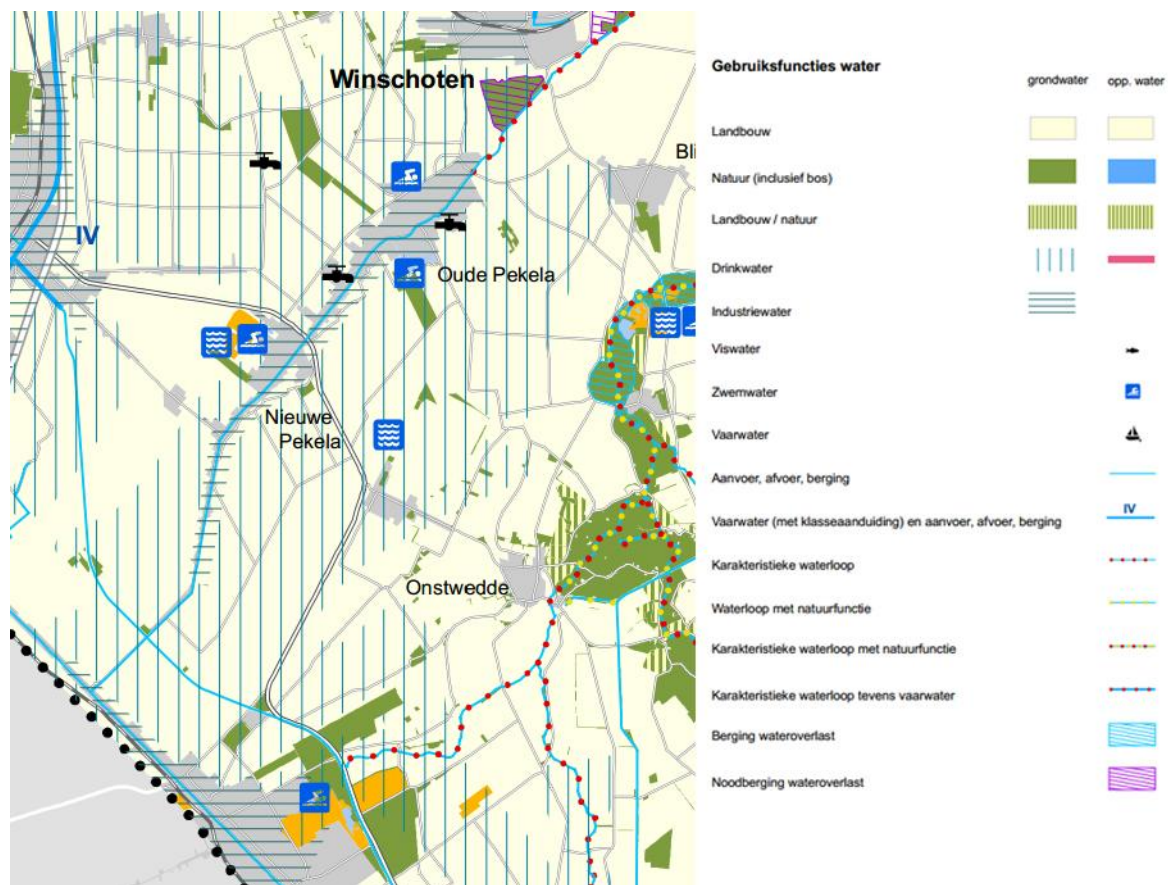 Winschoten
Bli
IV
Oude Pekela
Nieuwe
Pekela
Onstwedde
Gebruiksfuncties water
grondwater opp. water
Landbouw
Natuur (inclusief bos)
Landbouw / natuur
Drinkwater
Industriewater
Viswater
Zwemwater
Vaarwater
Aanvoer, afvoer, berging
Vaarwater (met klasseaanduiding) en aanvoer, afvoer, berging IV
Karakteristieke waterloop
Waterloop met natuurfunctie
Karakteristieke waterloop met natuurfunctie
Karakteristieke waterloop tevens vaarwater
Berging wateroverlast
Noodberging wateroverlast